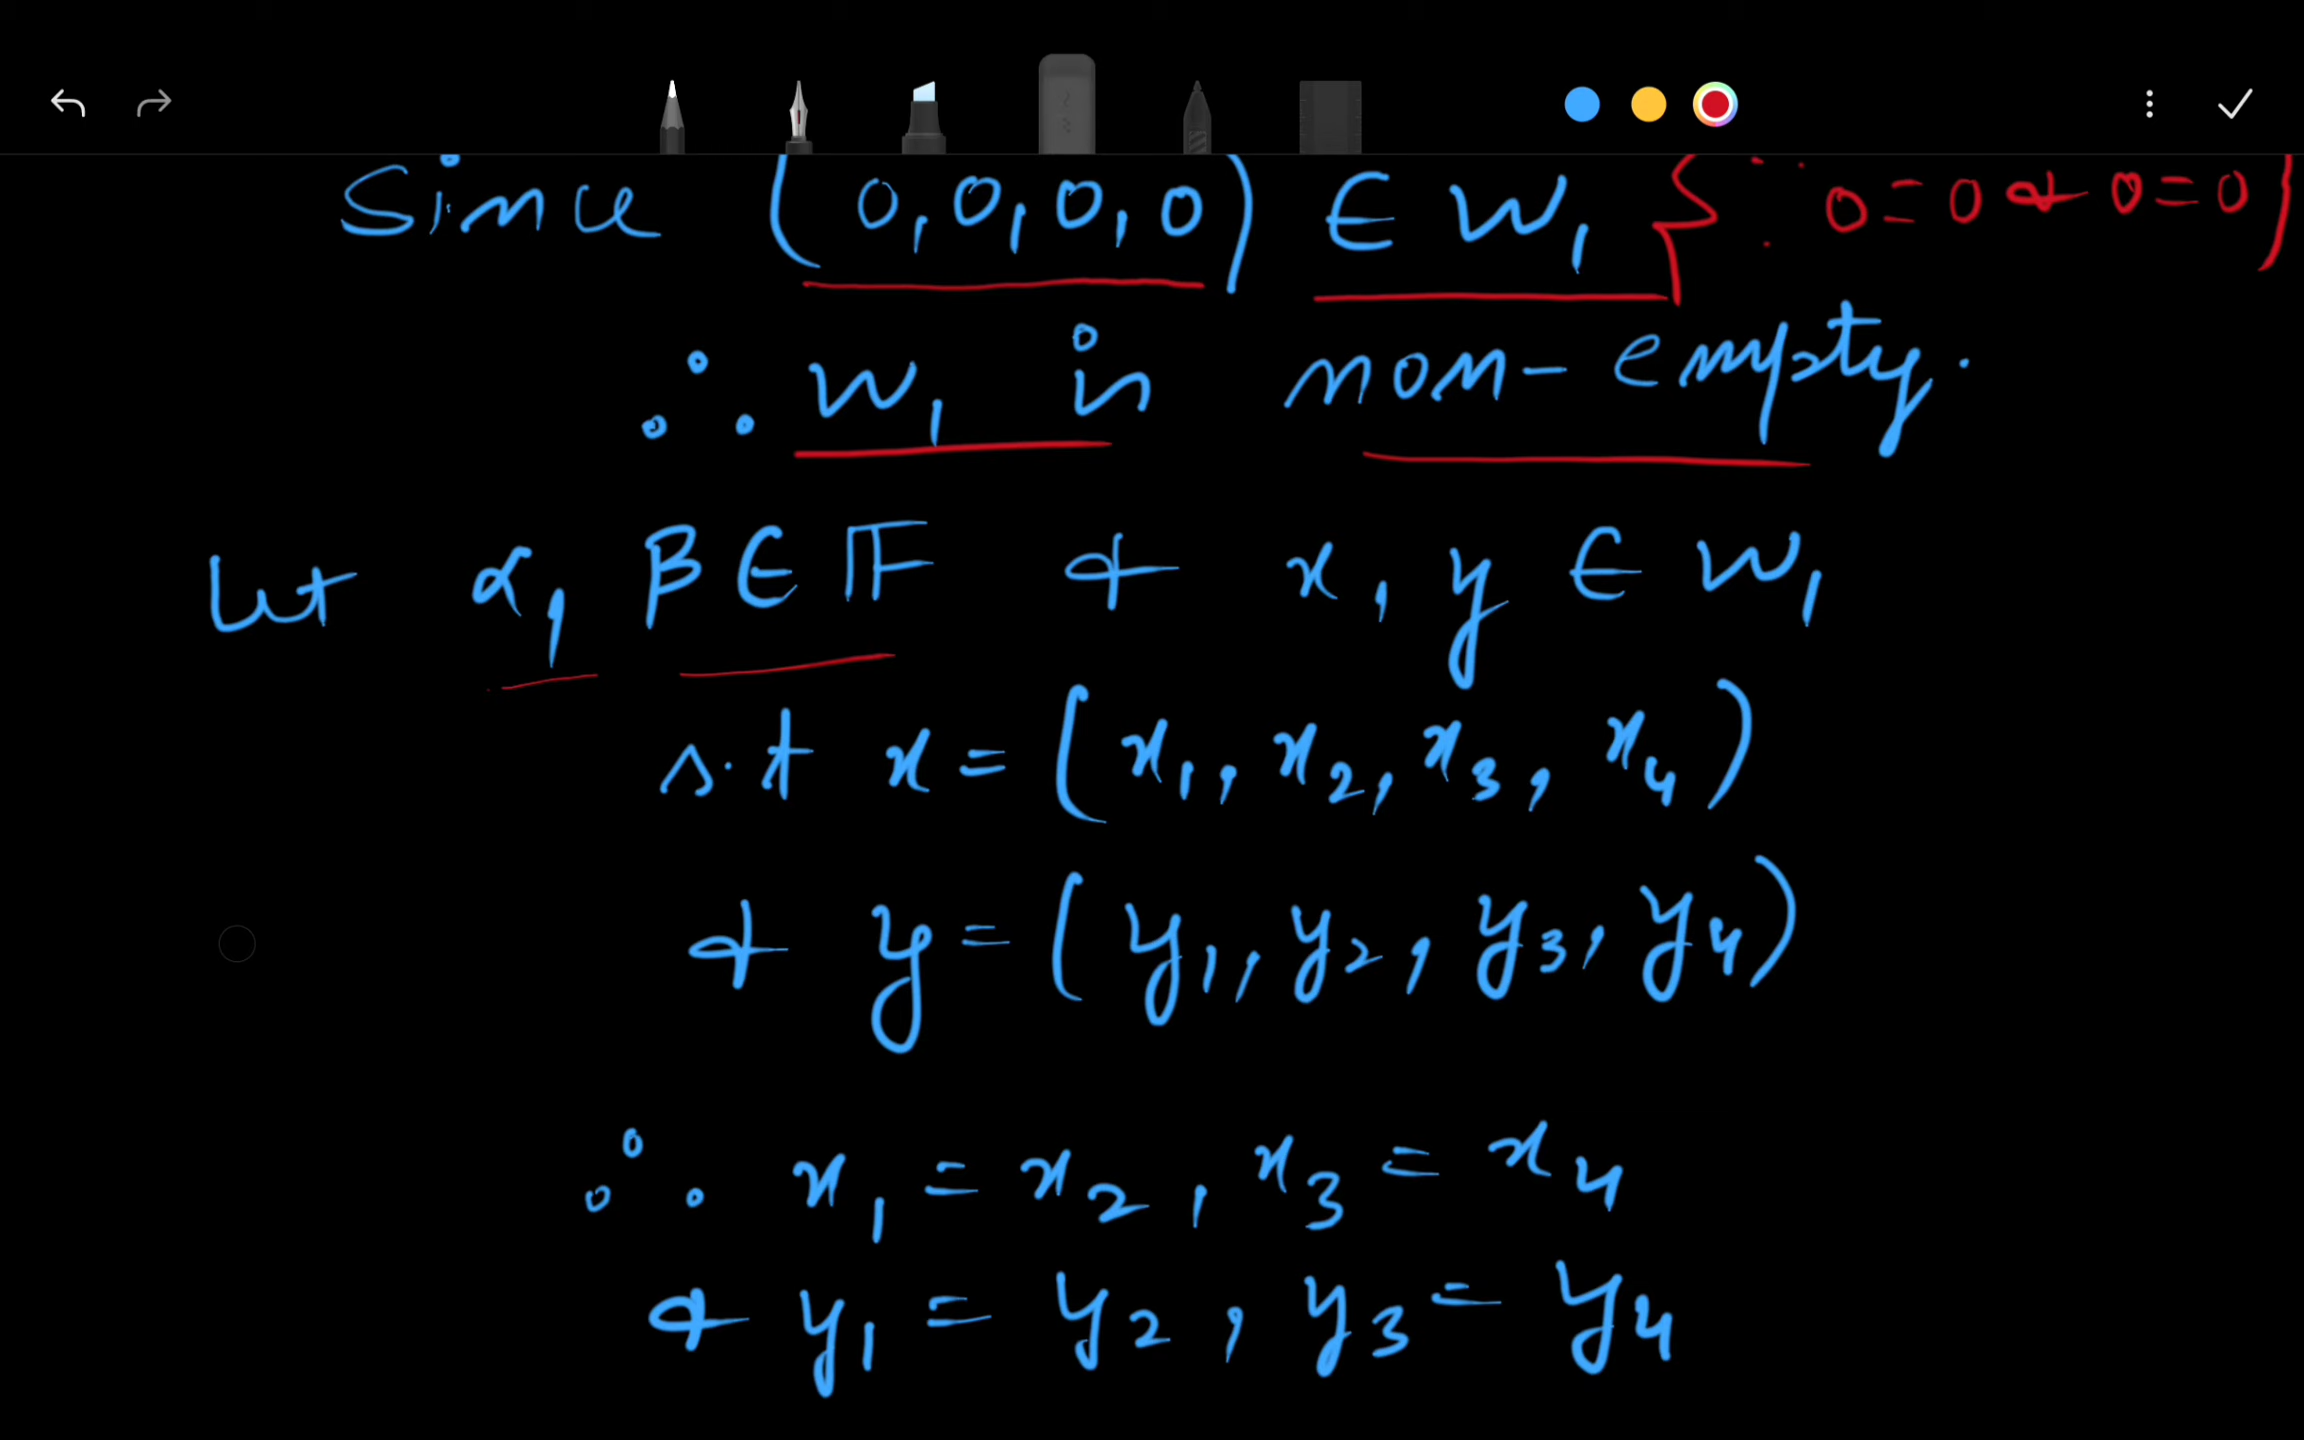 Since (0,0,0,0) ∈ W₁ {∵ 0=0 & 0=0}
∴ W₁ is non-empty.
Let α, β ∈ 𝔽 & x, y ∈ W₁
s.t x = (x₁, x₂, x₃, x₄)
& y = (y₁, y₂, y₃, y₄)
∴ x₁ = x₂, x₃ = x₄
& y₁ = y₂, y₃ = y₄